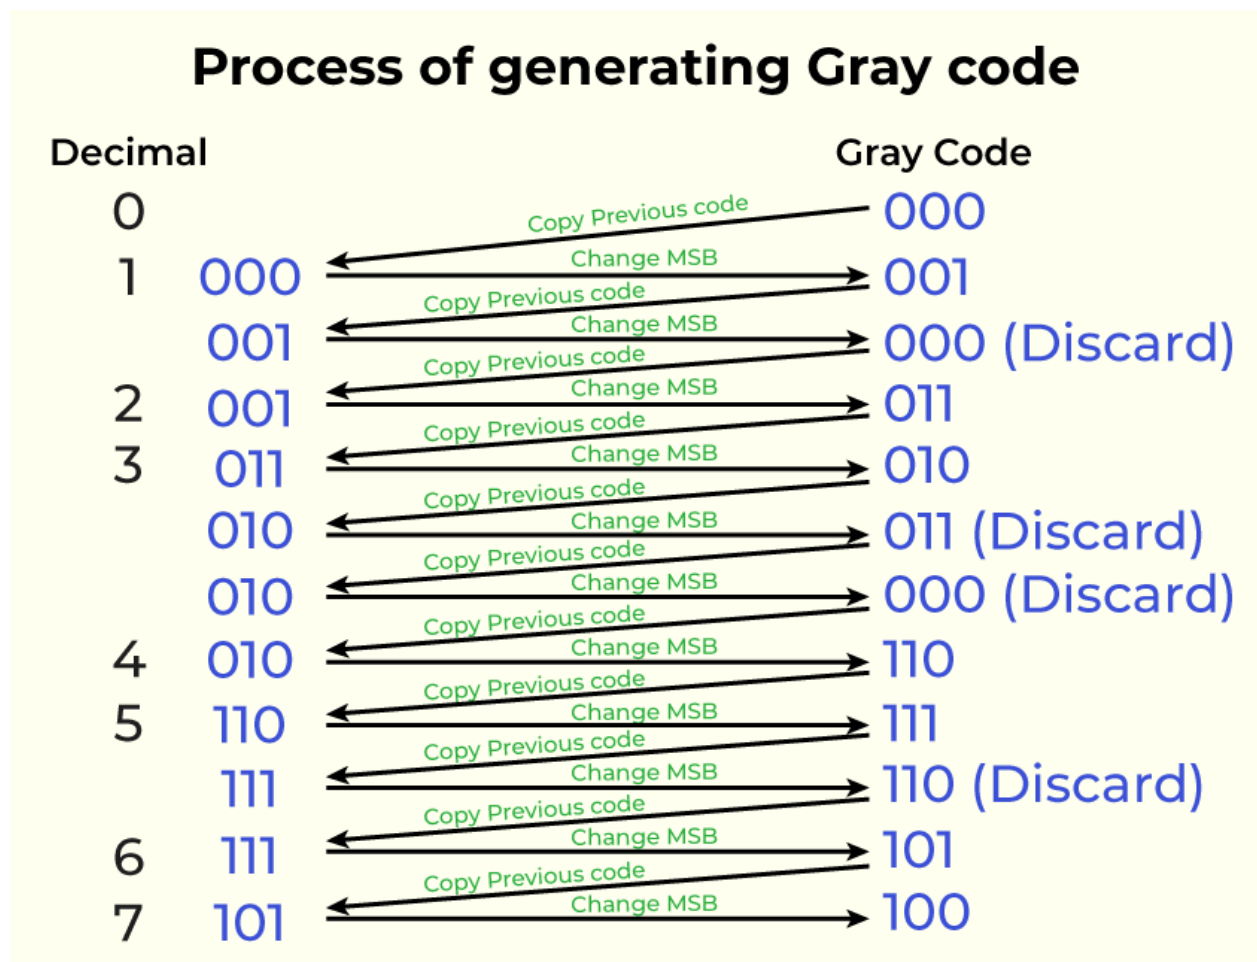 Process of generating Gray code
Decimal Gray Code
0 Copy Previous code 000
1 000 Change MSB 001
Copy Previous code
001 Change MSB 000 (Discard)
Copy Previous code
2 001 Change MSB 011
Copy Previous code
3 011 Change MSB 010
Copy Previous code
010 Change MSB 011 (Discard)
Copy Previous code
010 Change MSB 000 (Discard)
Copy Previous code
4 010 Change MSB 110
Copy Previous code
5 110 Change MSB 111
Copy Previous code
111 Change MSB 110 (Discard)
Copy Previous code
6 111 Change MSB 101
Copy Previous code
7 101 Change MSB 100